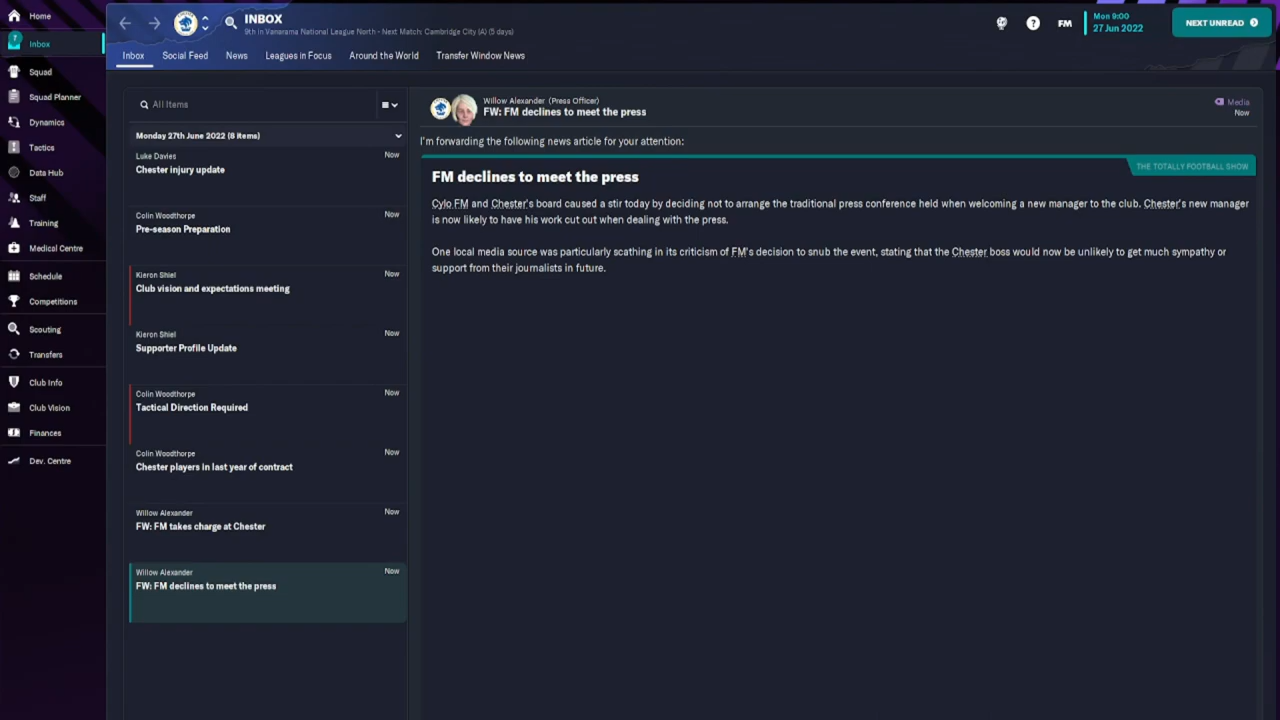 Home
Inbox
Squad
Squad Planner
Dynamics
Tactics
Data Hub
Staff
Training
Medical Centre
Schedule
Competitions
Scouting
Transfers
Club Info
Club Vision
Finances
Dev. Centre
INBOX
9th in Vanarama National League North - Next Match: Cambridge City (A) (5 days)
FM
Mon 9:00
27 Jun 2022
NEXT UNREAD
Inbox
Social Feed
News
Leagues in Focus
Around the World
Transfer Window News
All Items
Monday 27th June 2022 (8 items)
Luke Davies
Now
Chester injury update
Colin Woodthorpe
Now
Pre-season Preparation
Kieron Shiel
Now
Club vision and expectations meeting
Kieron Shiel
Now
Supporter Profile Update
Colin Woodthorpe
Now
Tactical Direction Required
Colin Woodthorpe
Now
Chester players in last year of contract
Willow Alexander
Now
FW: FM takes charge at Chester
Willow Alexander
Now
FW: FM declines to meet the press
Willow Alexander (Press Officer)
FW: FM declines to meet the press
Media
Now
I'm forwarding the following news article for your attention:
THE TOTALLY FOOTBALL SHOW
FM declines to meet the press
Cylo FM and Chester's board caused a stir today by deciding not to arrange the traditional press conference held when welcoming a new manager to the club. Chester's new manager
is now likely to have his work cut out when dealing with the press.
One local media source was particularly scathing in its criticism of FM's decision to snub the event, stating that the Chester boss would now be unlikely to get much sympathy or
support from their journalists in future.